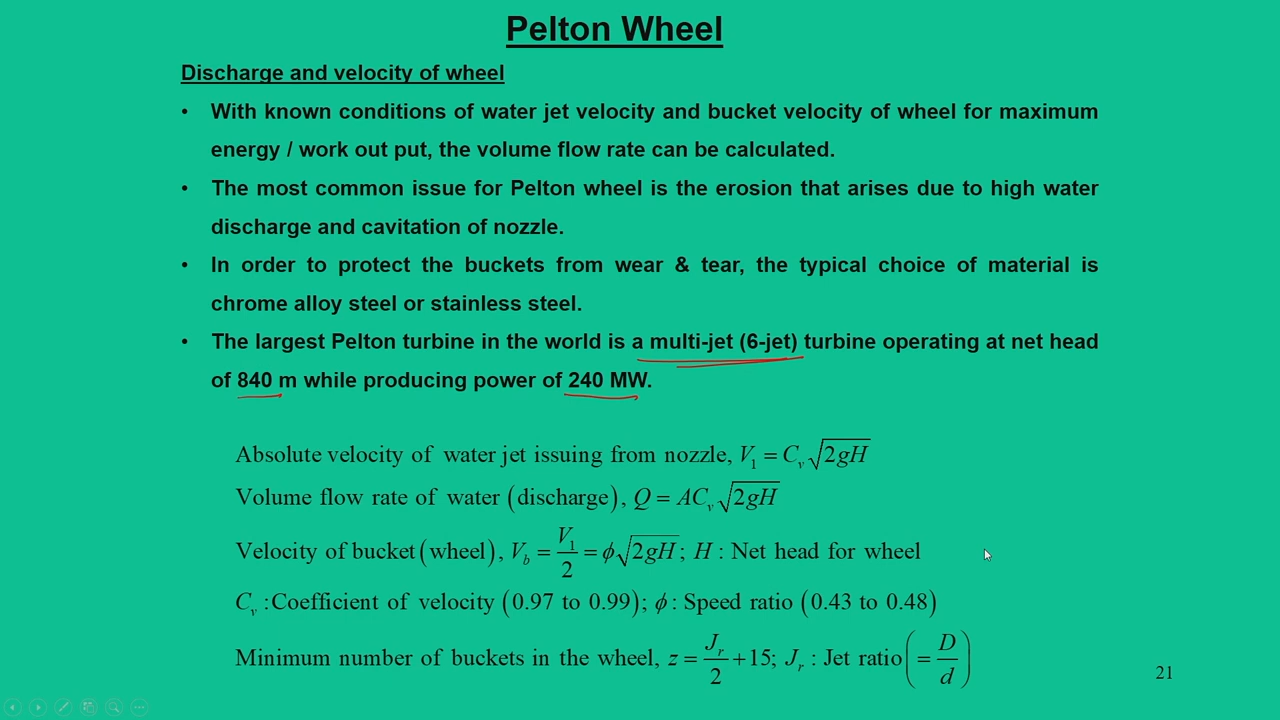 Pelton Wheel
Discharge and velocity of wheel
• With known conditions of water jet velocity and bucket velocity of wheel for maximum
energy / work out put, the volume flow rate can be calculated.
• The most common issue for Pelton wheel is the erosion that arises due to high water
discharge and cavitation of nozzle.
• In order to protect the buckets from wear & tear, the typical choice of material is
chrome alloy steel or stainless steel.
• The largest Pelton turbine in the world is a multi-jet (6-jet) turbine operating at net head
of 840 m while producing power of 240 MW.
Absolute velocity of water jet issuing from nozzle, V₁ = Cᵥ√2gH
Volume flow rate of water (discharge), Q = ACᵥ√2gH
Velocity of bucket (wheel), V_b = V₁/2 = ϕ√2gH; H : Net head for wheel
Cᵥ :Coefficient of velocity (0.97 to 0.99); ϕ : Speed ratio (0.43 to 0.48)
Minimum number of buckets in the wheel, z = J_r/2 + 15; J_r : Jet ratio (= D/d)
21